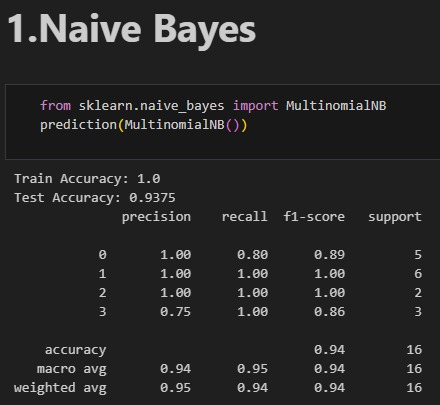 1.Naive Bayes
from sklearn.naive_bayes import MultinomialNB
prediction(MultinomialNB())
Train Accuracy: 1.0
Test Accuracy: 0.9375
precision recall f1-score support
0 1.00 0.80 0.89 5
1 1.00 1.00 1.00 6
2 1.00 1.00 1.00 2
3 0.75 1.00 0.86 3
accuracy 0.94 16
macro avg 0.94 0.95 0.94 16
weighted avg 0.95 0.94 0.94 16